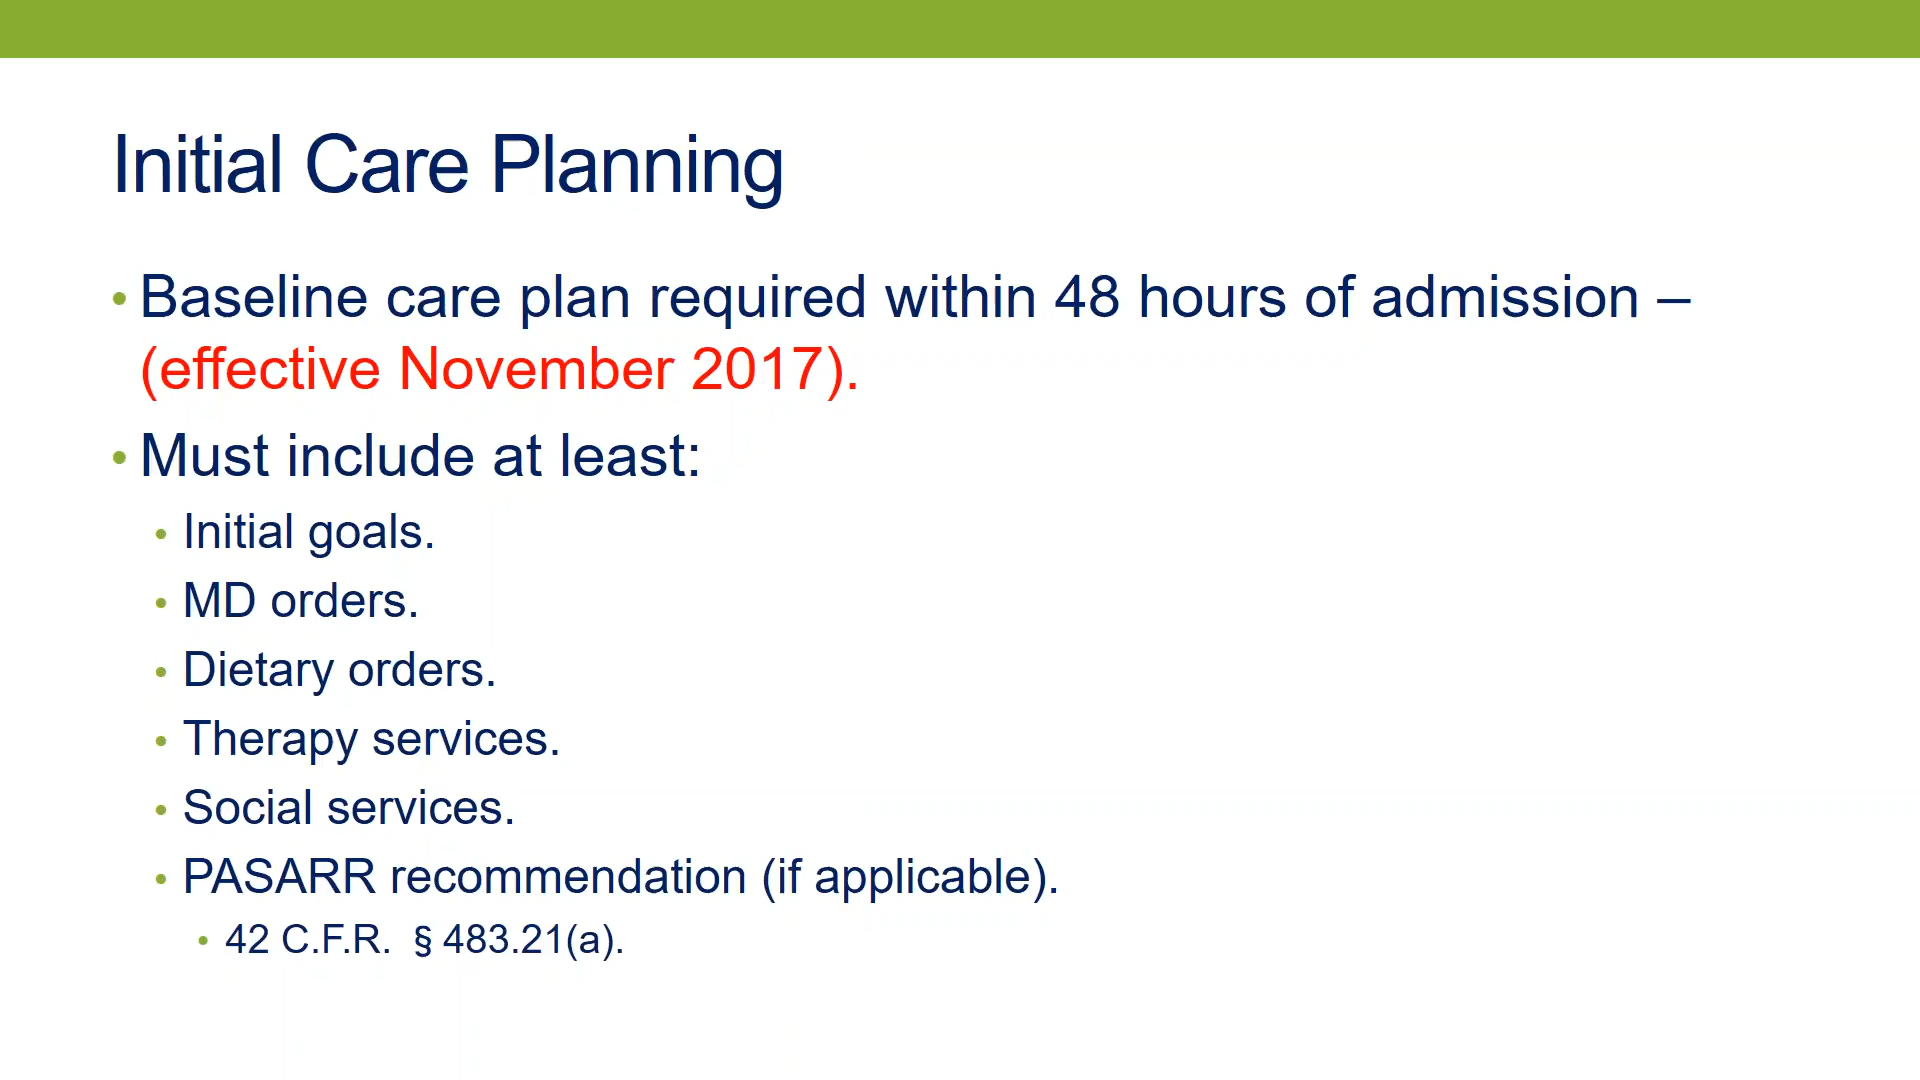 Initial Care Planning
• Baseline care plan required within 48 hours of admission –
(effective November 2017).
• Must include at least:
• Initial goals.
• MD orders.
• Dietary orders.
• Therapy services.
• Social services.
• PASARR recommendation (if applicable).
• 42 C.F.R.  § 483.21(a).